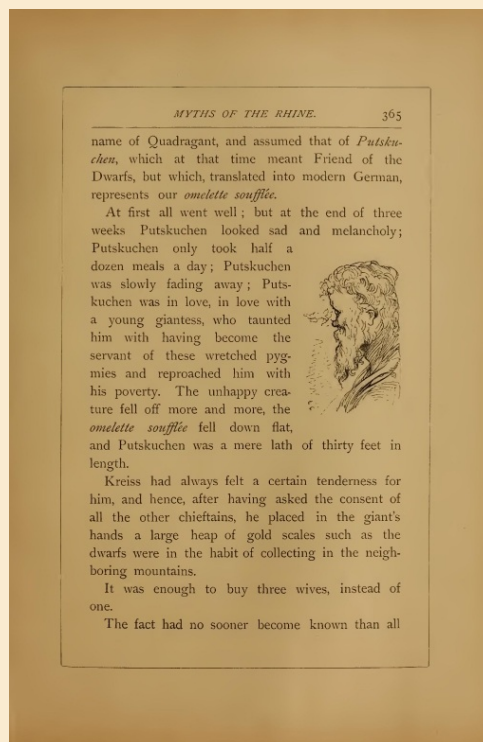 MYTHS OF THE RHINE. 365
name of Quadragant, and assumed that of Putsku-
chen, which at that time meant Friend of the
Dwarfs, but which, translated into modern German,
represents our omelette soufflée.
At first all went well; but at the end of three
weeks Putskuchen looked sad and melancholy;
Putskuchen only took half a
dozen meals a day; Putskuchen
was slowly fading away; Puts-
kuchen was in love, in love with
a young giantess, who taunted
him with having become the
servant of these wretched pyg-
mies and reproached him with
his poverty. The unhappy crea-
ture fell off more and more, the
omelette soufflée fell down flat,
and Putskuchen was a mere lath of thirty feet in
length.
Kreiss had always felt a certain tenderness for
him, and hence, after having asked the consent of
all the other chieftains, he placed in the giant's
hands a large heap of gold scales such as the
dwarfs were in the habit of collecting in the neigh-
boring mountains.
It was enough to buy three wives, instead of
one.
The fact had no sooner become known than all